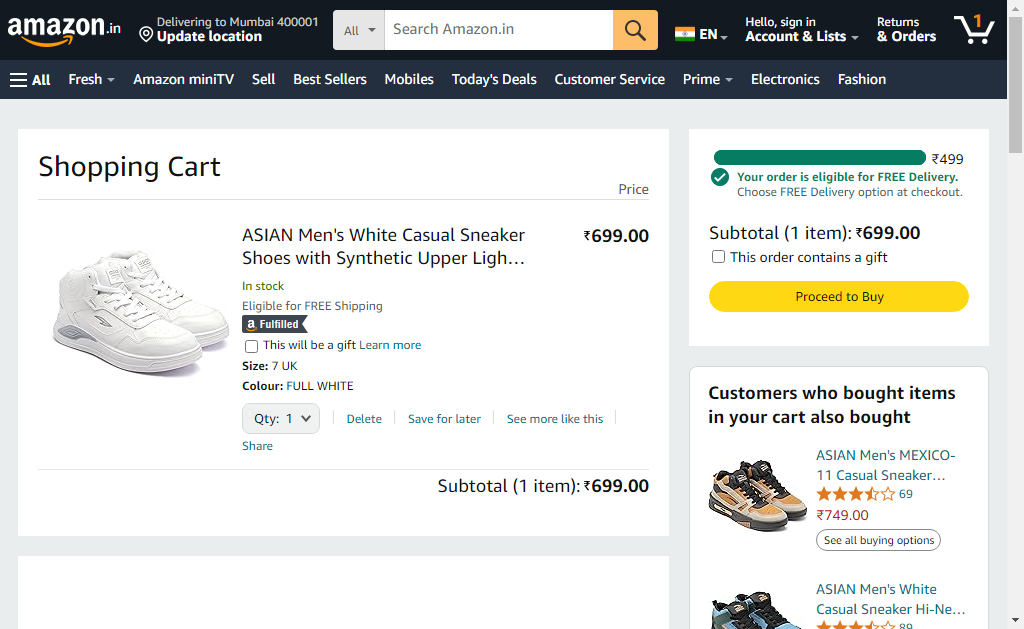 amazon.in
Delivering to Mumbai 400001
Update location
All
Search Amazon.in
EN
Hello, sign in
Account & Lists
Returns
& Orders
1
All
Fresh
Amazon miniTV
Sell
Best Sellers
Mobiles
Today's Deals
Customer Service
Prime
Electronics
Fashion
Shopping Cart
Price
ASIAN Men's White Casual Sneaker
Shoes with Synthetic Upper Ligh…
₹699.00
In stock
Eligible for FREE Shipping
a Fulfilled
This will be a gift Learn more
Size: 7 UK
Colour: FULL WHITE
Qty: 1
Delete
Save for later
See more like this
Share
Subtotal (1 item): ₹699.00
₹499
Your order is eligible for FREE Delivery.
Choose FREE Delivery option at checkout.
Subtotal (1 item): ₹699.00
This order contains a gift
Proceed to Buy
Customers who bought items
in your cart also bought
ASIAN Men's MEXICO-
11 Casual Sneaker…
69
₹749.00
See all buying options
ASIAN Men's White
Casual Sneaker Hi-Ne…
89